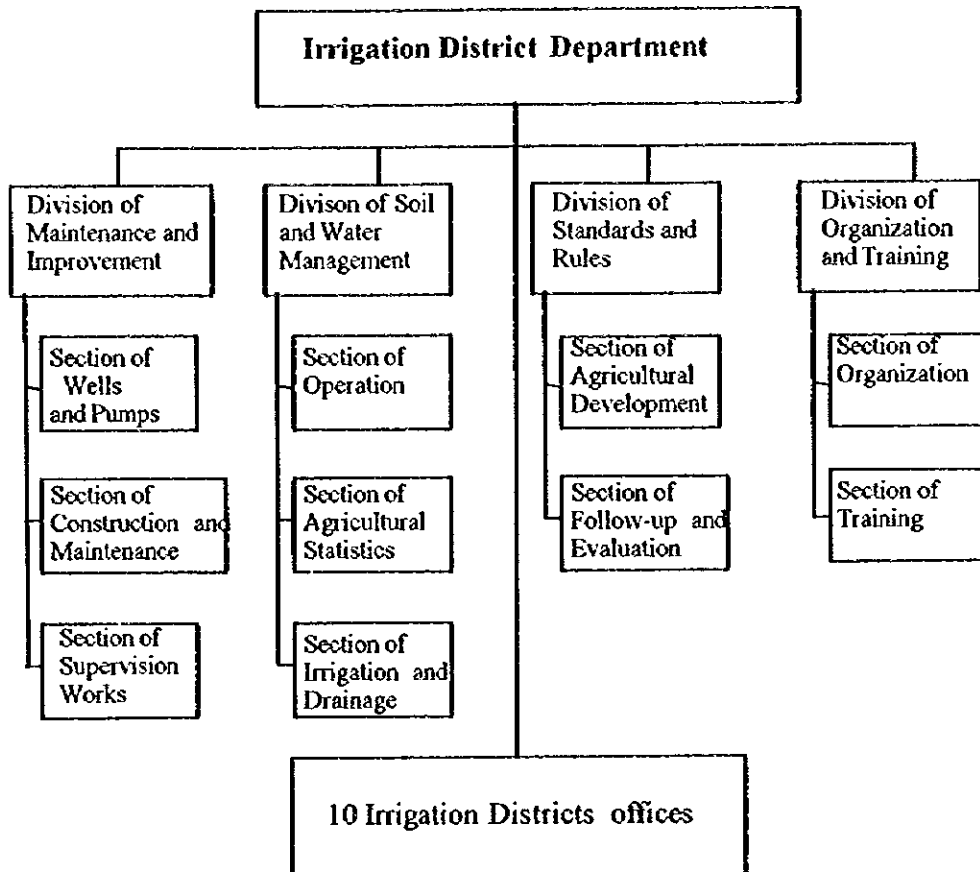 Irrigation District Department
Division of
Maintenance and
Improvement
Section of
Wells
and Pumps
Section of
Construction and
Maintenance
Section of
Supervision
Works
Divison of Soil
and Water
Management
Section of
Operation
Section of
Agricultural
Statistics
Section of
Irrigation and
Drainage
Division of
Standards and
Rules
Section of
Agricultural
Development
Section of
Follow-up and
Evaluation
Division of
Organization
and Training
Section of
Organization
Section of
Training
10 Irrigation Districts offices